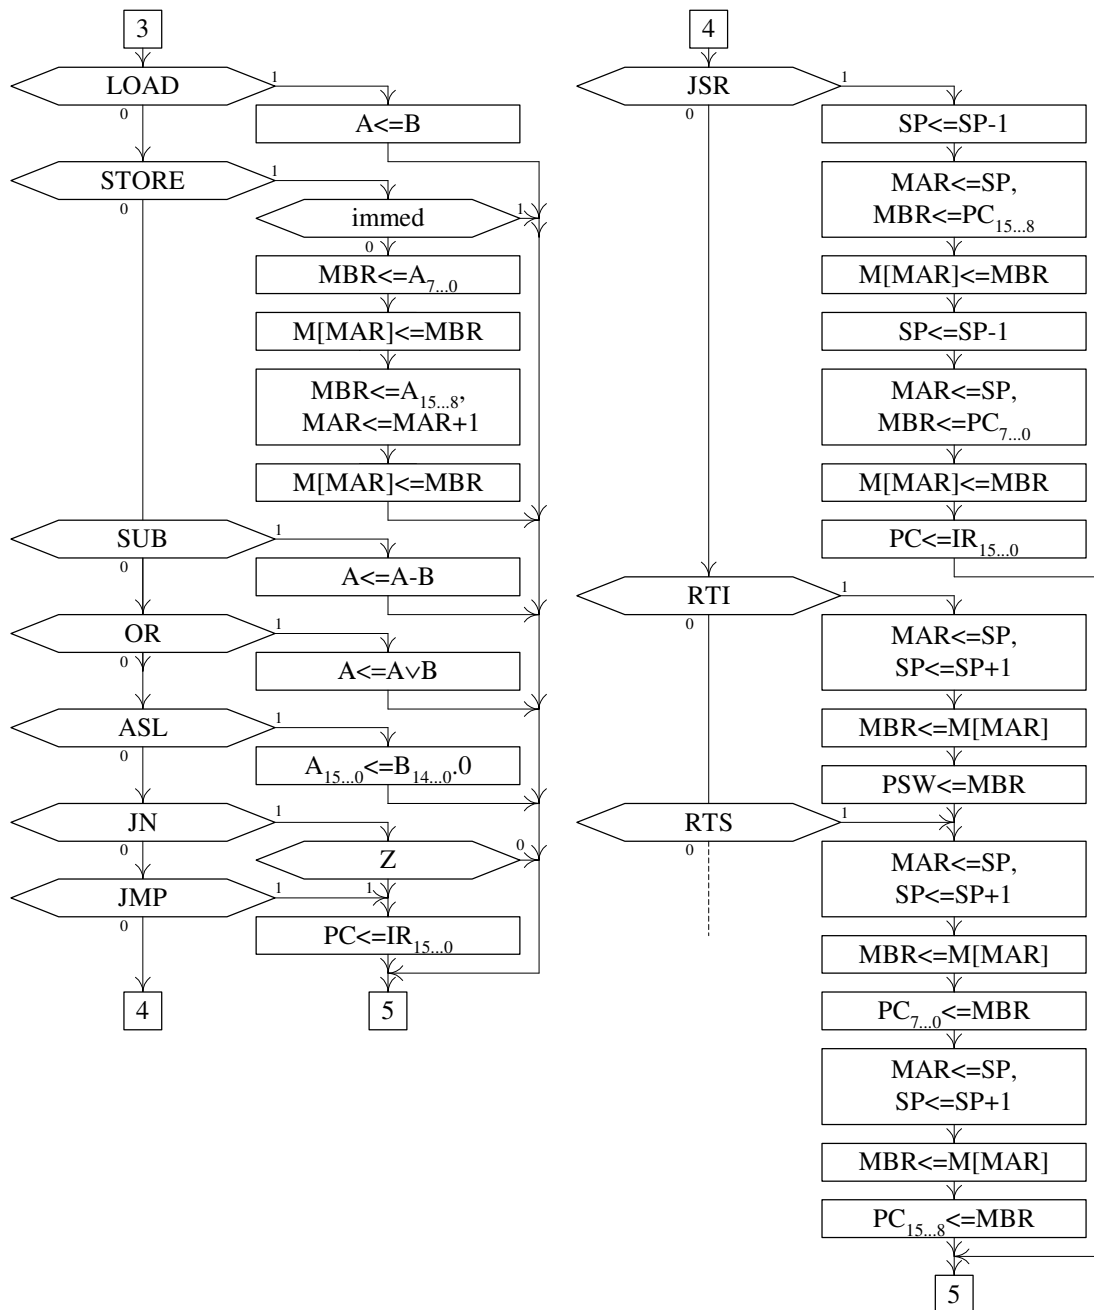 3
LOAD
1
0
A<=B
STORE
1
0
immed
1
0
MBR<=A7...0
M[MAR]<=MBR
MBR<=A15...8,
MAR<=MAR+1
M[MAR]<=MBR
SUB
1
0
A<=A-B
OR
1
0
A<=A∨B
ASL
1
0
A15...0<=B14...0.0
JN
1
0
Z
0
1
JMP
1
0
PC<=IR15...0
4
5
4
JSR
1
0
SP<=SP-1
MAR<=SP,
MBR<=PC15...8
M[MAR]<=MBR
SP<=SP-1
MAR<=SP,
MBR<=PC7...0
M[MAR]<=MBR
PC<=IR15...0
RTI
1
0
MAR<=SP,
SP<=SP+1
MBR<=M[MAR]
PSW<=MBR
RTS
1
0
MAR<=SP,
SP<=SP+1
MBR<=M[MAR]
PC7...0<=MBR
MAR<=SP,
SP<=SP+1
MBR<=M[MAR]
PC15...8<=MBR
5